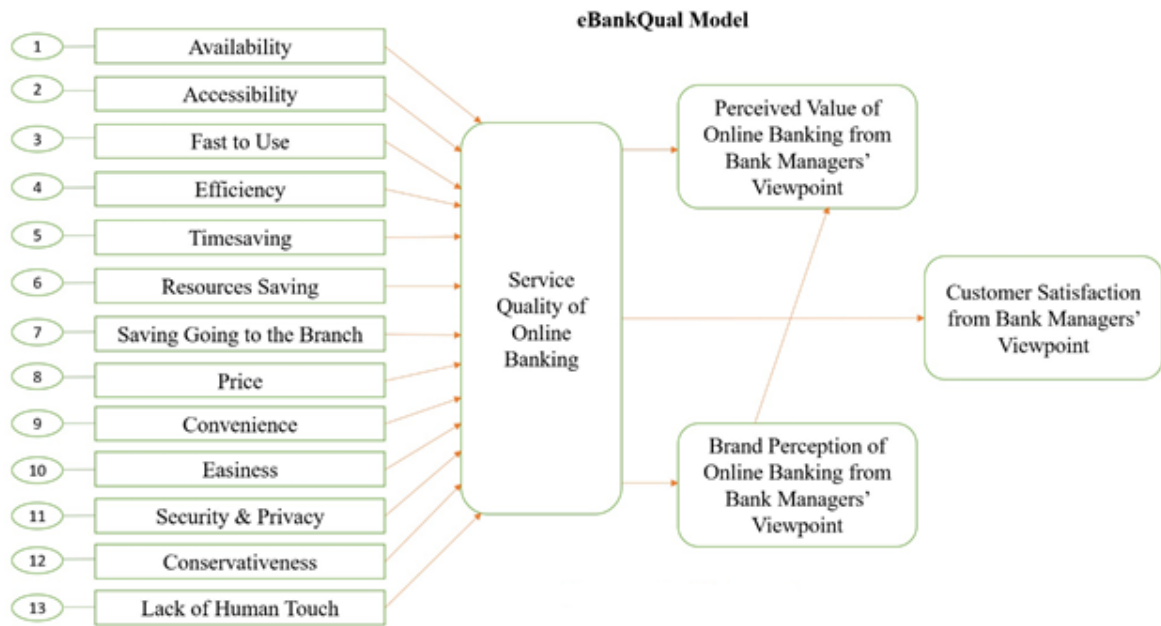 eBankQual Model
1
Availability
2
Accessibility
3
Fast to Use
4
Efficiency
5
Timesaving
6
Resources Saving
7
Saving Going to the Branch
8
Price
9
Convenience
10
Easiness
11
Security & Privacy
12
Conservativeness
13
Lack of Human Touch
Service
Quality of
Online
Banking
Perceived Value of
Online Banking from
Bank Managers’
Viewpoint
Brand Perception of
Online Banking from
Bank Managers’
Viewpoint
Customer Satisfaction
from Bank Managers’
Viewpoint